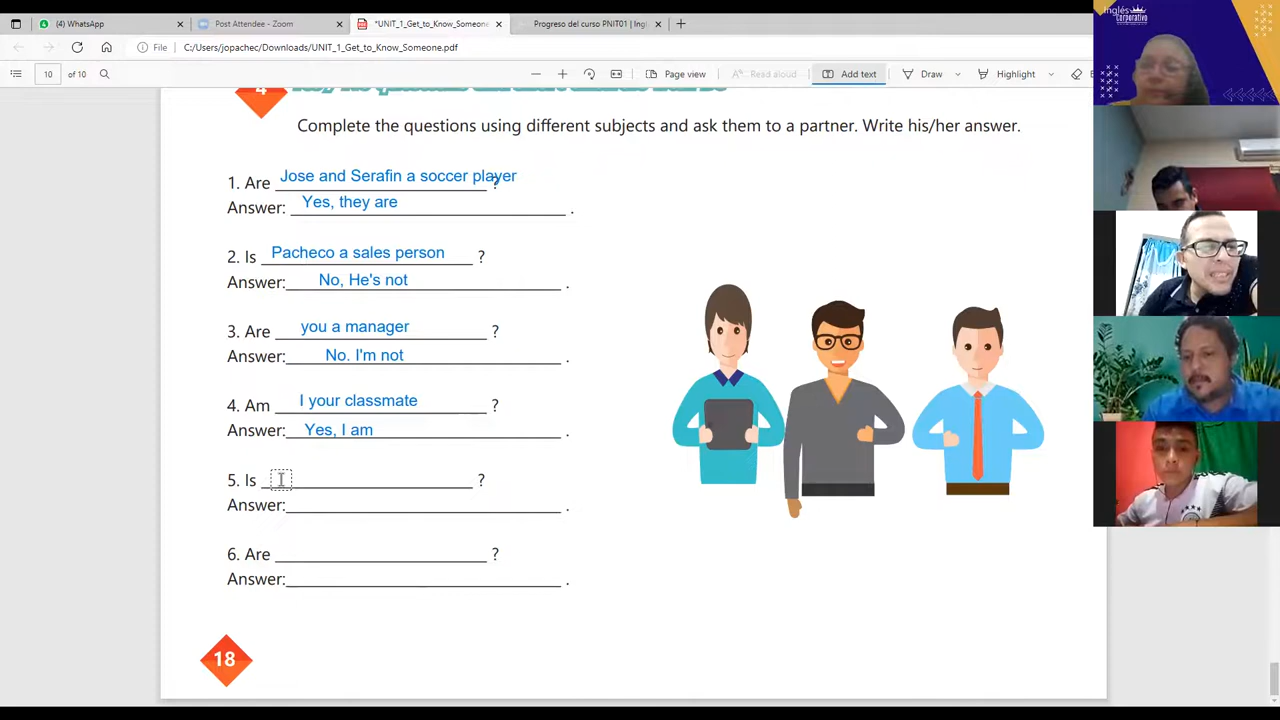 (4) WhatsApp
Post Attendee - Zoom
*UNIT_1_Get_to_Know_Someone.
Progreso del curso PNIT01 | Ingl
File
C:/Users/jopachec/Downloads/UNIT_1_Get_to_Know_Someone.pdf
10 of 10
Page view
Read aloud
Add text
Draw
Highlight
Inglés
Corporativo
4
Complete the questions using different subjects and ask them to a partner. Write his/her answer.
1. Are Jose and Serafin a soccer player ?
Answer: Yes, they are .
2. Is Pacheco a sales person ?
Answer: No, He's not .
3. Are you a manager ?
Answer: No. I'm not .
4. Am I your classmate ?
Answer: Yes, I am .
5. Is ?
Answer: .
6. Are ?
Answer: .
18